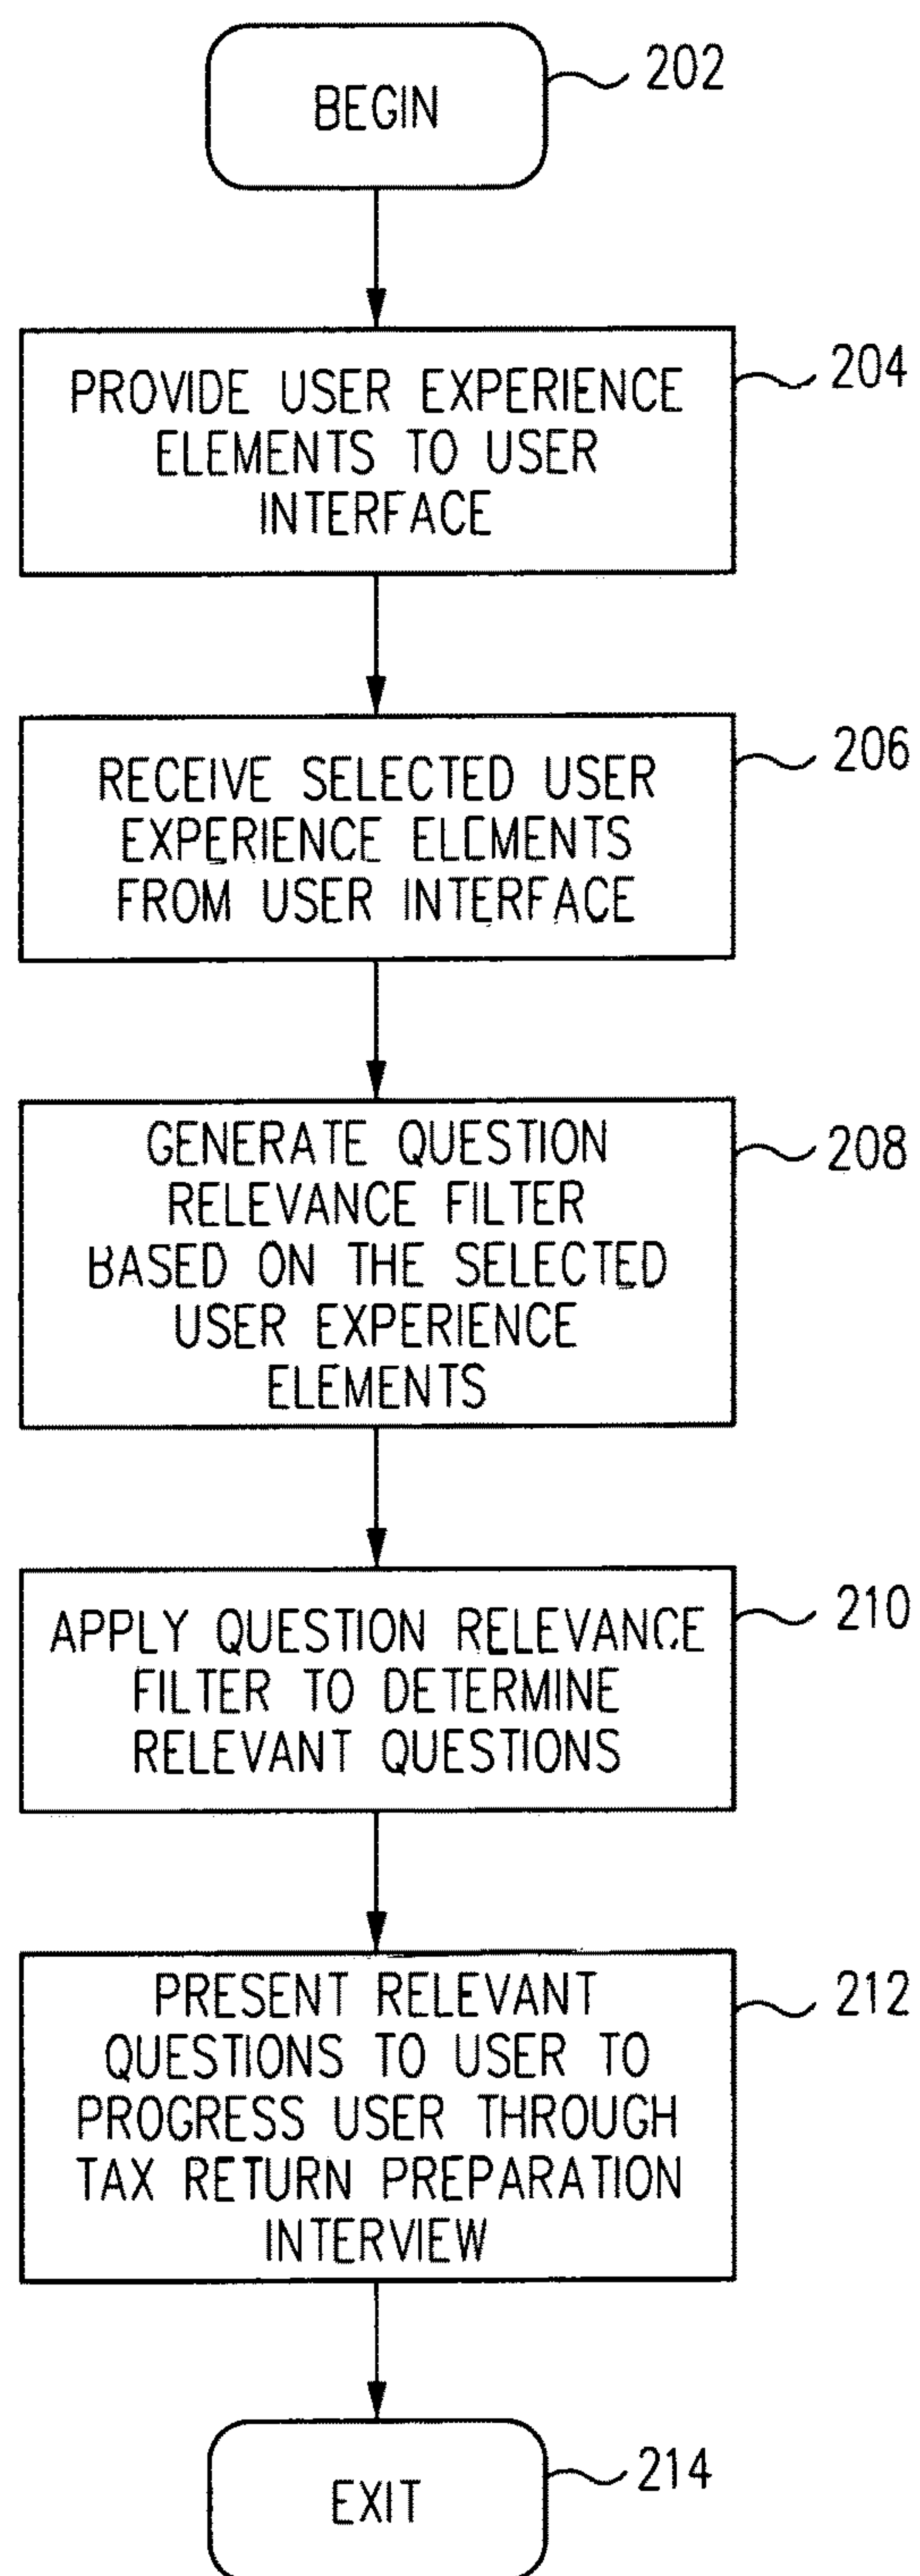 BEGIN
202
PROVIDE USER EXPERIENCE
ELEMENTS TO USER
INTERFACE
204
RECEIVE SELECTED USER
EXPERIENCE ELEMENTS
FROM USER INTERFACE
206
GENERATE QUESTION
RELEVANCE FILTER
BASED ON THE SELECTED
USER EXPERIENCE
ELEMENTS
208
APPLY QUESTION RELEVANCE
FILTER TO DETERMINE
RELEVANT QUESTIONS
210
PRESENT RELEVANT
QUESTIONS TO USER TO
PROGRESS USER THROUGH
TAX RETURN PREPARATION
INTERVIEW
212
EXIT
214